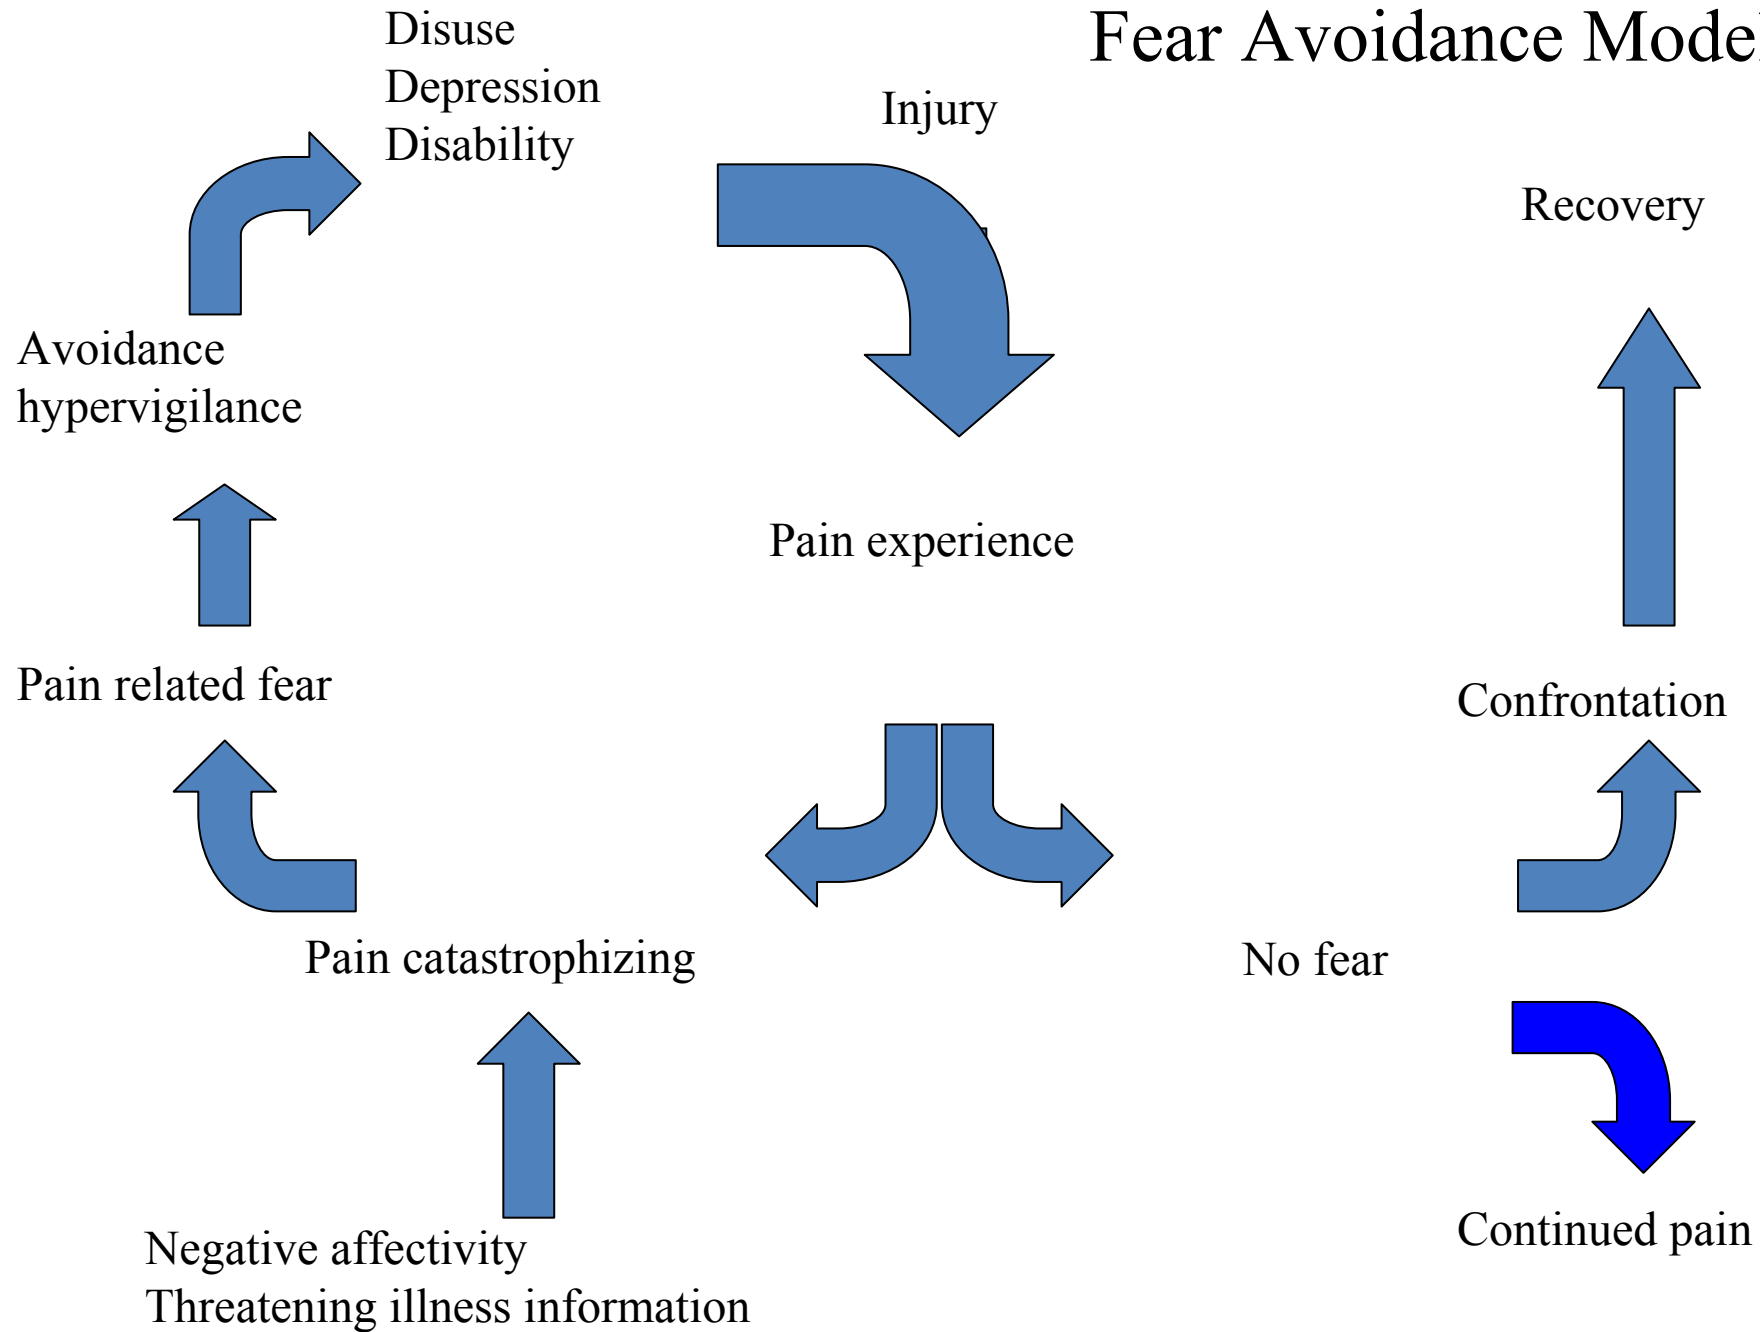 Fear Avoidance Model
Disuse
Depression
Disability
Injury
Recovery
Avoidance
hypervigilance
Pain experience
Pain related fear
Confrontation
Pain catastrophizing
No fear
Continued pain
Negative affectivity
Threatening illness information